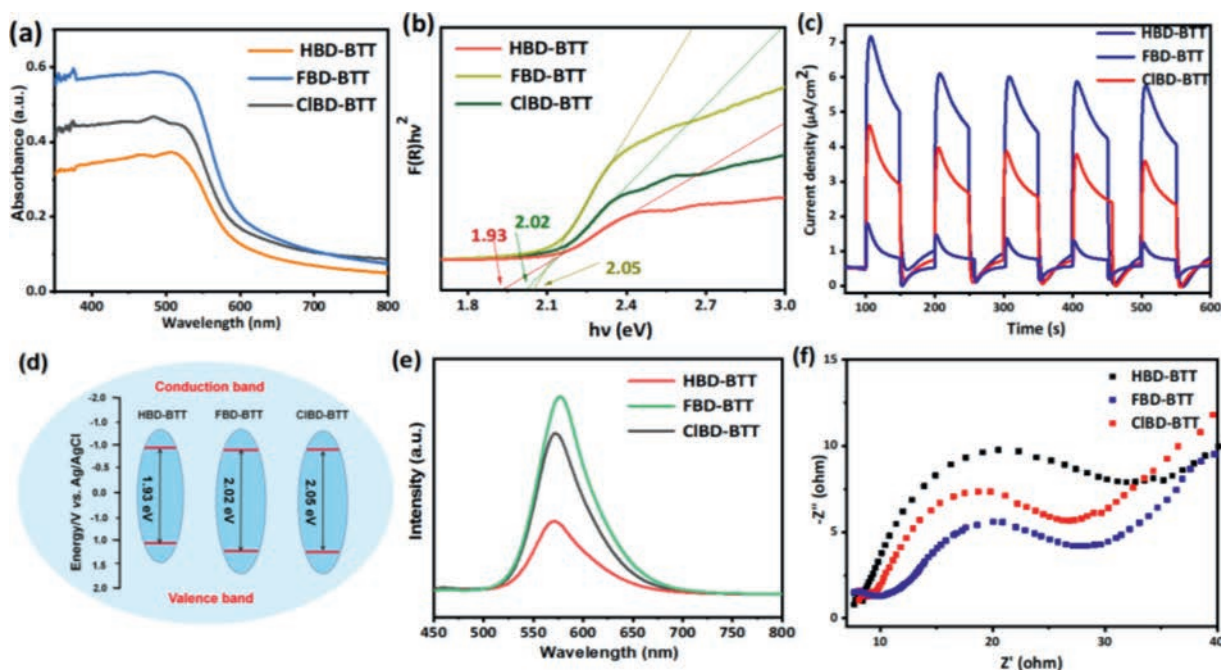 (a)
HBD-BTT
FBD-BTT
ClBD-BTT
Absorbance (a.u.)
0.6
0.4
0.2
0.0
400 500 600 700 800
Wavelength (nm)
(b)
HBD-BTT
FBD-BTT
ClBD-BTT
F(R)hv²
1.93
2.02
2.05
1.8 2.1 2.4 2.7 3.0
hv (eV)
(c)
HBD-BTT
FBD-BTT
ClBD-BTT
Current density (μA/cm²)
7
6
5
4
3
2
1
0
100 200 300 400 500 600
Time (s)
(d)
Conduction band
HBD-BTT FBD-BTT ClBD-BTT
Energy/V vs. Ag/AgCl
-2.0
-1.0
-1.0
-0.5
0.0
1.0
1.0
1.5
2.0
1.93 eV
2.02 eV
2.05 eV
Valence band
(e)
HBD-BTT
FBD-BTT
ClBD-BTT
Intensity (a.u.)
450 500 550 600 650 700 750 800
Wavelength (nm)
(f)
HBD-BTT
FBD-BTT
ClBD-BTT
-Z'' (ohm)
15
10
5
0
10 20 30 40
Z' (ohm)